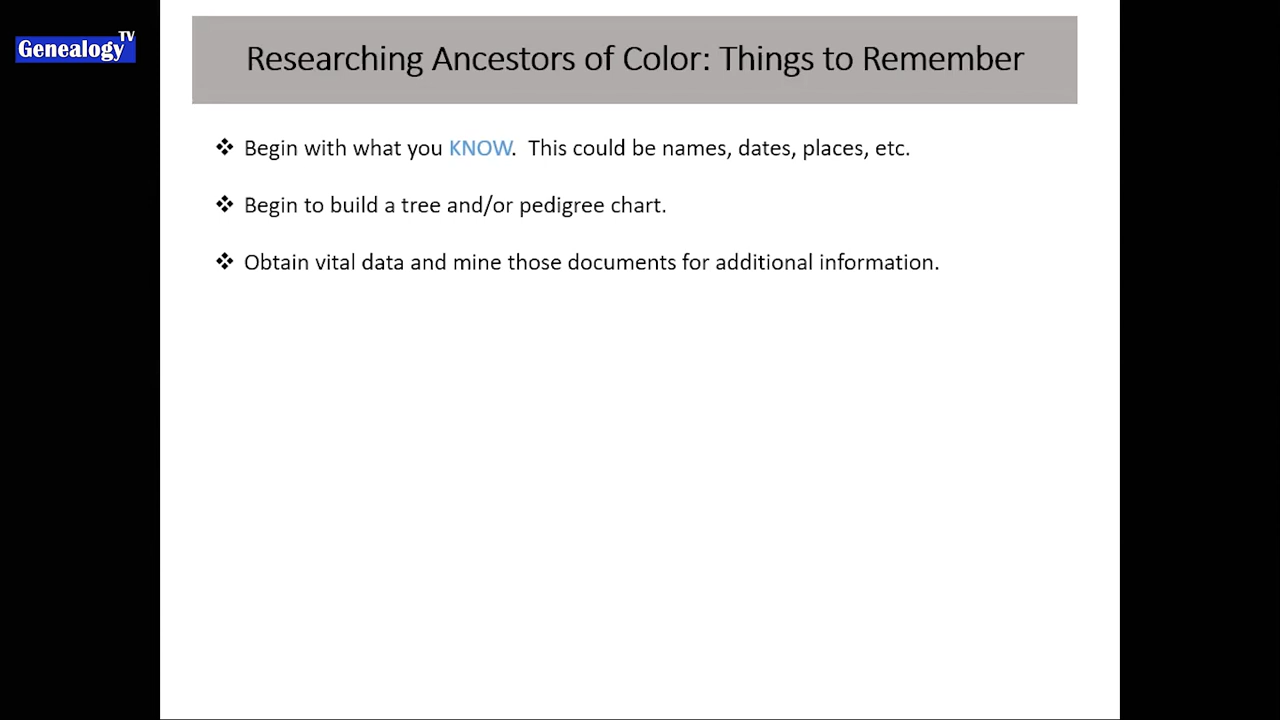 Genealogy TV
Researching Ancestors of Color: Things to Remember
❖ Begin with what you KNOW.  This could be names, dates, places, etc.
❖ Begin to build a tree and/or pedigree chart.
❖ Obtain vital data and mine those documents for additional information.